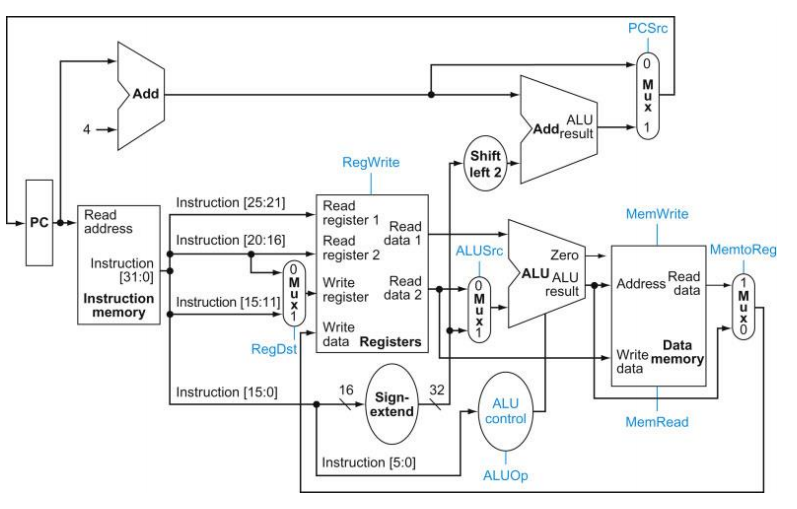 PCSrc
0
M
u
x
1
Add
4
Add
ALU
result
Shift
left 2
RegWrite
PC
Read
address
Instruction
[31:0]
Instruction
memory
Instruction [25:21]
Instruction [20:16]
Instruction [15:11]
0
M
u
x
1
RegDst
Read
register 1
Read
register 2
Write
register
Write
data
Read
data 1
Read
data 2
Registers
ALUSrc
0
M
u
x
1
Zero
ALU
ALU
result
MemWrite
Address
Read
data
Write
data
Data
memory
MemRead
MemtoReg
1
M
u
x
0
Instruction [15:0]
16
Sign-
extend
32
ALU
control
ALUOp
Instruction [5:0]